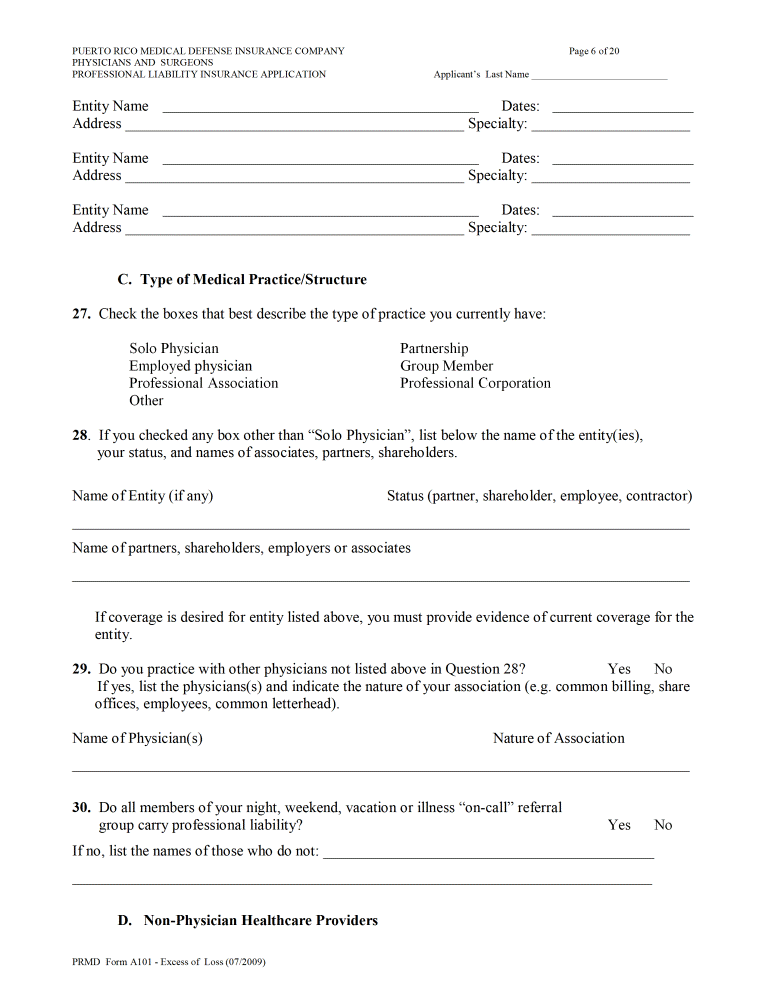 PUERTO RICO MEDICAL DEFENSE INSURANCE COMPANY Page 6 of 20
PHYSICIANS AND SURGEONS
PROFESSIONAL LIABILITY INSURANCE APPLICATION Applicant’s Last Name ___________________________
Entity Name ________________________________________ Dates: __________________
Address ___________________________________________ Specialty: ____________________
Entity Name ________________________________________ Dates: __________________
Address ___________________________________________ Specialty: ____________________
Entity Name ________________________________________ Dates: __________________
Address ___________________________________________ Specialty: ____________________
C. Type of Medical Practice/Structure
27. Check the boxes that best describe the type of practice you currently have:
Solo Physician Partnership
Employed physician Group Member
Professional Association Professional Corporation
Other
28. If you checked any box other than “Solo Physician”, list below the name of the entity(ies),
your status, and names of associates, partners, shareholders.
Name of Entity (if any) Status (partner, shareholder, employee, contractor)
Name of partners, shareholders, employers or associates
If coverage is desired for entity listed above, you must provide evidence of current coverage for the
entity.
29. Do you practice with other physicians not listed above in Question 28? Yes No
If yes, list the physicians(s) and indicate the nature of your association (e.g. common billing, share
offices, employees, common letterhead).
Name of Physician(s) Nature of Association
30. Do all members of your night, weekend, vacation or illness “on-call” referral
group carry professional liability? Yes No
If no, list the names of those who do not: __________________________________________
D. Non-Physician Healthcare Providers
PRMD Form A101 - Excess of Loss (07/2009)